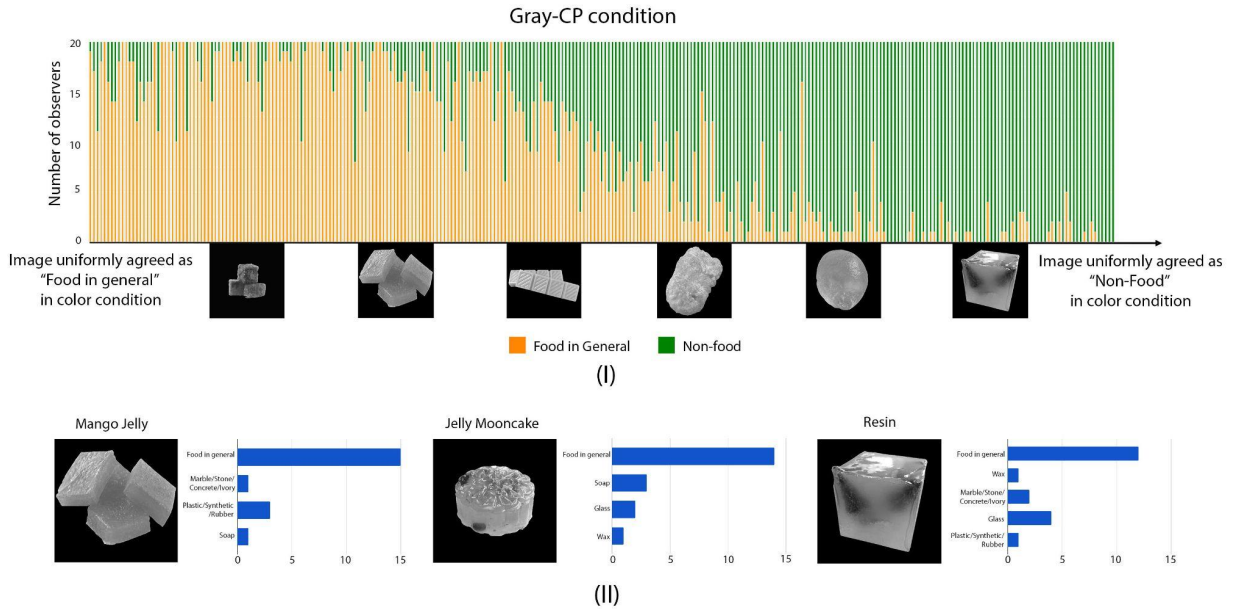 Gray-CP condition
Number of observers
20
15
10
5
0
Image uniformly agreed as
“Food in general”
in color condition
Image uniformly agreed as
“Non-Food”
in color condition
Food in General
Non-food
(I)
Mango Jelly
Food in general
Marble/Stone/
Concrete/Ivory
Plastic/Synthetic
/Rubber
Soap
0 5 10 15
Jelly Mooncake
Food in general
Soap
Glass
Wax
0 5 10 15
Resin
Food in general
Wax
Marble/Stone/
Concrete/Ivory
Glass
Plastic/Synthetic/
Rubber
0 5 10 15
(II)